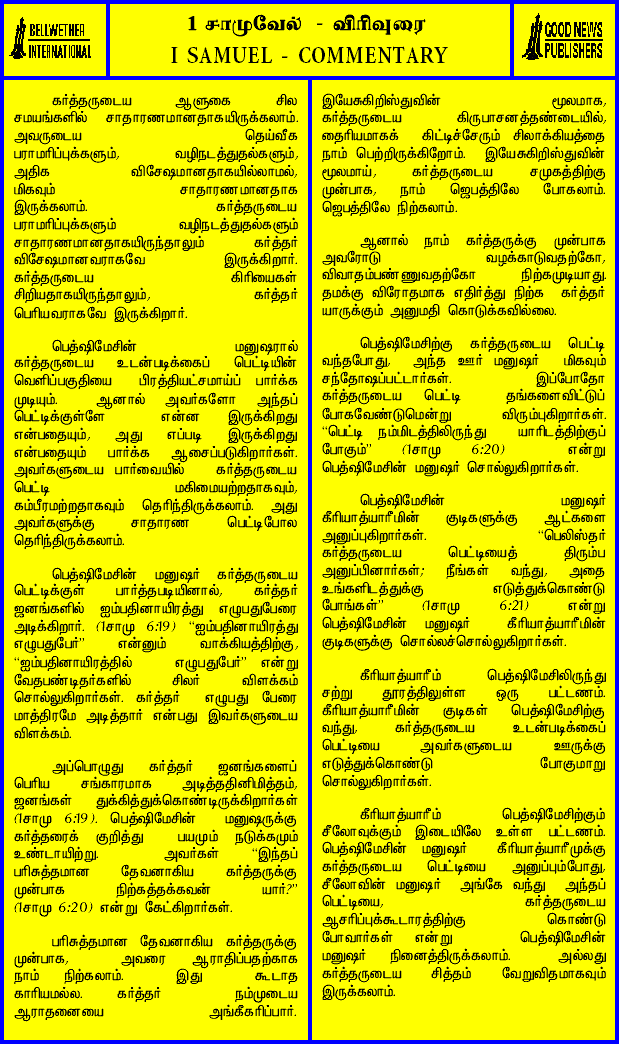 BELLWETHER
INTERNATIONAL
1 சாமுவேல் - விரிவுரை
I SAMUEL - COMMENTARY
GOOD NEWS
PUBLISHERS
கர்த்தருடைய ஆளுகை சில
சமயங்களில் சாதாரணமானதாகயிருக்கலாம்.
அவருடைய தெய்வீக
பராமரிப்புக்களும், வழிநடத்துதல்களும்,
அதிக விசேஷமானதாகயில்லாமல்,
மிகவும் சாதாரணமானதாக
இருக்கலாம். கர்த்தருடைய
பராமரிப்புக்களும் வழிநடத்துதல்களும்
சாதாரணமானதாகயிருந்தாலும் கர்த்தர்
விசேஷமானவராகவே இருக்கிறார்.
கர்த்தருடைய கிரியைகள்
சிறியதாகயிருந்தாலும், கர்த்தர்
பெரியவராகவே இருக்கிறார்.
பெத்ஷிமேசின் மனுஷரால்
கர்த்தருடைய உடன்படிக்கைப் பெட்டியின்
வெளிப்பகுதியை பிரத்தியட்சமாய்ப் பார்க்க
முடியும். ஆனால் அவர்களோ அந்தப்
பெட்டிக்குள்ளே என்ன இருக்கிறது
என்பதையும், அது எப்படி இருக்கிறது
என்பதையும் பார்க்க ஆசைப்படுகிறார்கள்.
அவர்களுடைய பார்வையில் கர்த்தருடைய
பெட்டி மகிமையற்றதாகவும்,
கம்பீரமற்றதாகவும் தெரிந்திருக்கலாம். அது
அவர்களுக்கு சாதாரண பெட்டிபோல
தெரிந்திருக்கலாம்.
பெத்ஷிமேசின் மனுஷர் கர்த்தருடைய
பெட்டிக்குள் பார்த்தபடியினால், கர்த்தர்
ஜனங்களில் ஐம்பதினாயிரத்து எழுபதுபேரை
அடிக்கிறார். (1சாமு 6:19) “ஐம்பதினாயிரத்து
எழுபதுபேர்” என்னும் வாக்கியத்திற்கு,
“ஐம்பதினாயிரத்தில் எழுபதுபேர்” என்று
வேதபண்டிதர்களில் சிலர் விளக்கம்
சொல்லுகிறார்கள். கர்த்தர் எழுபது பேரை
மாத்திரமே அடித்தார் என்பது இவர்களுடைய
விளக்கம்.
அப்பொழுது கர்த்தர் ஜனங்களைப்
பெரிய சங்காரமாக அடித்ததினிமித்தம்,
ஜனங்கள் துக்கித்துக்கொண்டிருக்கிறார்கள்
(1சாமு 6:19). பெத்ஷிமேசின் மனுஷருக்கு
கர்த்தரைக் குறித்து பயமும் நடுக்கமும்
உண்டாயிற்று. அவர்கள் “இந்தப்
பரிசுத்தமான தேவனாகிய கர்த்தருக்கு
முன்பாக நிற்கத்தக்கவன் யார்?”
(1சாமு 6:20) என்று கேட்கிறார்கள்.
பரிசுத்தமான தேவனாகிய கர்த்தருக்கு
முன்பாக, அவரை ஆராதிப்பதற்காக
நாம் நிற்கலாம். இது கூடாத
காரியமல்ல. கர்த்தர் நம்முடைய
ஆராதனையை அங்கீகரிப்பார்.
இயேசுகிறிஸ்துவின் மூலமாக,
கர்த்தருடைய கிருபாசனத்தண்டையில்,
தைரியமாகக் கிட்டிச்சேரும் சிலாக்கியத்தை
நாம் பெற்றிருக்கிறோம். இயேசுகிறிஸ்துவின்
மூலமாய், கர்த்தருடைய சமுகத்திற்கு
முன்பாக, நாம் ஜெபத்திலே போகலாம்.
ஜெபத்திலே நிற்கலாம்.
ஆனால் நாம் கர்த்தருக்கு முன்பாக
அவரோடு வழக்காடுவதற்கோ,
விவாதம்பண்ணுவதற்கோ நிற்கமுடியாது.
தமக்கு விரோதமாக எதிர்த்து நிற்க கர்த்தர்
யாருக்கும் அனுமதி கொடுக்கவில்லை.
பெத்ஷிமேசிற்கு கர்த்தருடைய பெட்டி
வந்தபோது, அந்த ஊர் மனுஷர் மிகவும்
சந்தோஷப்பட்டார்கள். இப்போதோ
கர்த்தருடைய பெட்டி தங்களைவிட்டுப்
போகவேண்டுமென்று விரும்புகிறார்கள்.
“பெட்டி நம்மிடத்திலிருந்து யாரிடத்திற்குப்
போகும்” (1சாமு 6:20) என்று
பெத்ஷிமேசின் மனுஷர் சொல்லுகிறார்கள்.
பெத்ஷிமேசின் மனுஷர்
கீரியாத்யாரீமின் குடிகளுக்கு ஆட்களை
அனுப்புகிறார்கள். “பெலிஸ்தர்
கர்த்தருடைய பெட்டியைத் திரும்ப
அனுப்பினார்கள்; நீங்கள் வந்து, அதை
உங்களிடத்துக்கு எடுத்துக்கொண்டு
போங்கள்” (1சாமு 6:21) என்று
பெத்ஷிமேசின் மனுஷர் கீரியாத்யாரீமின்
குடிகளுக்கு சொல்லச்சொல்லுகிறார்கள்.
கீரியாத்யாரீம் பெத்ஷிமேசிலிருந்து
சற்று தூரத்திலுள்ள ஒரு பட்டணம்.
கீரியாத்யாரீமின் குடிகள் பெத்ஷிமேசிற்கு
வந்து, கர்த்தருடைய உடன்படிக்கைப்
பெட்டியை அவர்களுடைய ஊருக்கு
எடுத்துக்கொண்டு போகுமாறு
சொல்லுகிறார்கள்.
கீரியாத்யாரீம் பெத்ஷிமேசிற்கும்
சீலோவுக்கும் இடையிலே உள்ள பட்டணம்.
பெத்ஷிமேசின் மனுஷர் கீரியாத்யாரீமுக்கு
கர்த்தருடைய பெட்டியை அனுப்பும்போது,
சீலோவின் மனுஷர் அங்கே வந்து அந்தப்
பெட்டியை, கர்த்தருடைய
ஆசரிப்புக்கூடாரத்திற்கு கொண்டு
போவார்கள் என்று பெத்ஷிமேசின்
மனுஷர் நினைத்திருக்கலாம். அல்லது
கர்த்தருடைய சித்தம் வேறுவிதமாகவும்
இருக்கலாம்.